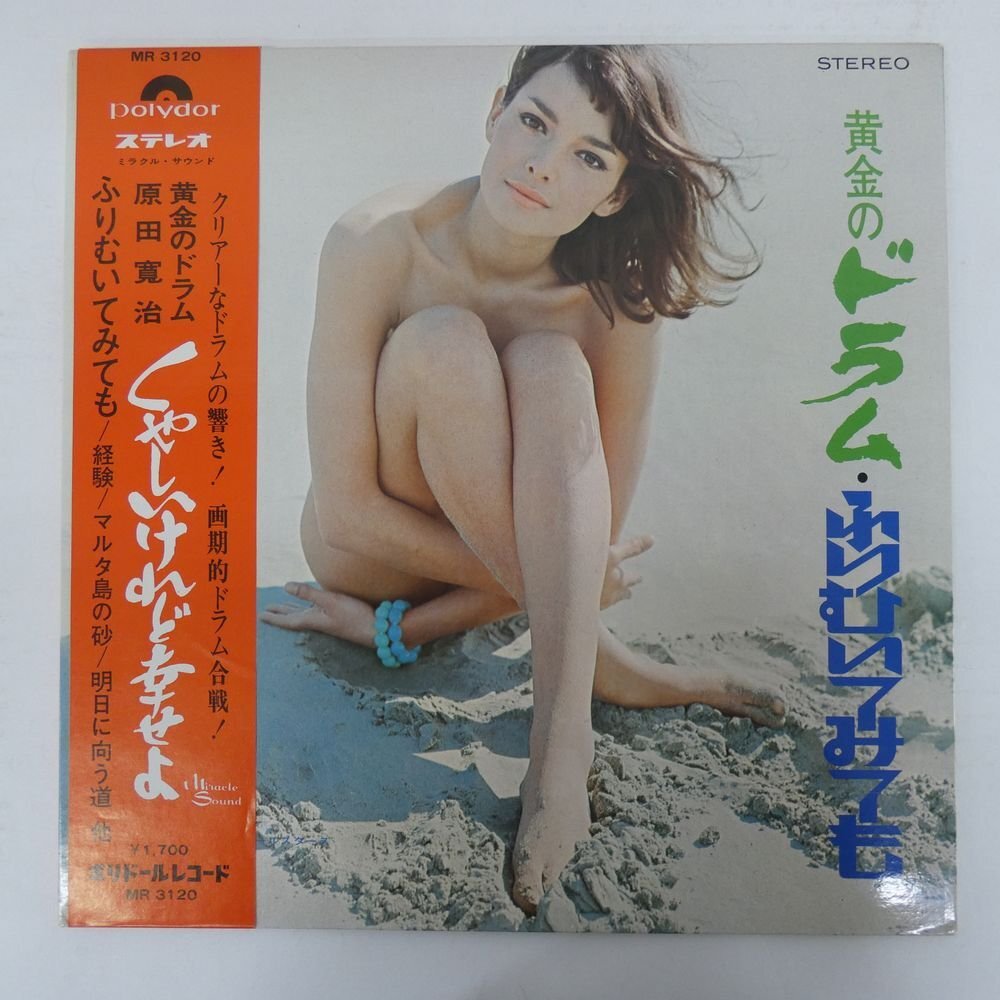 MR 3120
Polydor
ステレオ
ミラクル・サウンド
クリアーなドラムの響き！ 画期的ドラム合戦！
黄金のドラム
原田寛治
くやしいけれど幸せよ
ふりむいてみても/経験/マルタ島の砂/明日に向う道 他
Miracle Sound
¥1,700
ポリドールレコード
MR 3120
STEREO
黄金のドラム・ふりむいてみても